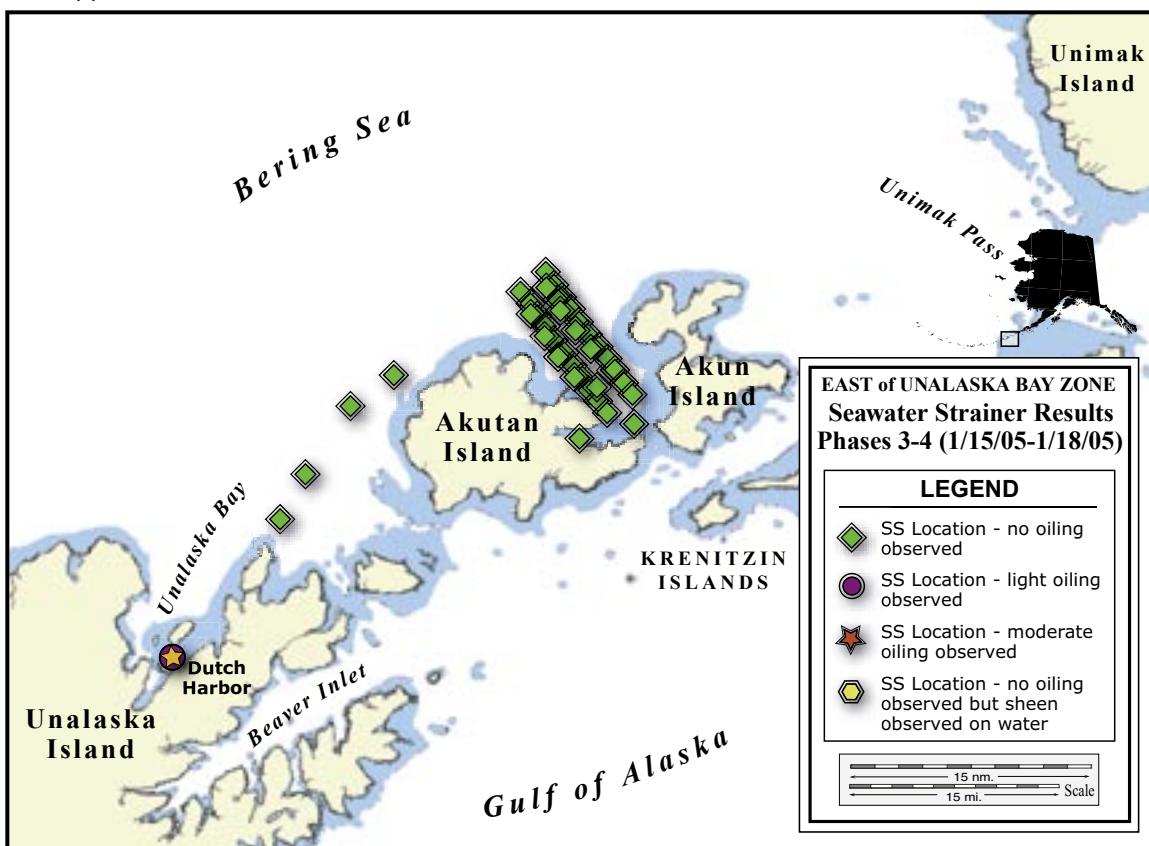 Unimak
Island
Bering Sea
Unimak Pass
Akun
Island
Akutan
Island
Unalaska Bay
KRENITZIN
ISLANDS
Dutch
Harbor
Beaver Inlet
Unalaska
Island
Gulf of Alaska
EAST of UNALASKA BAY ZONE
Seawater Strainer Results
Phases 3-4 (1/15/05-1/18/05)
LEGEND
SS Location - no oiling
observed
SS Location - light oiling
observed
SS Location - moderate
oiling observed
SS Location - no oiling
observed but sheen
observed on water
15 nm.
15 mi.
Scale